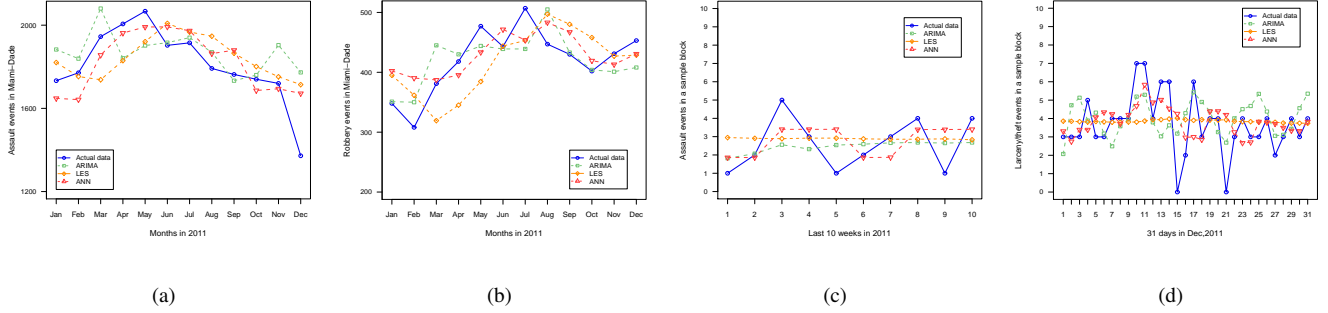 Assault events in Miami−Dade
2000
1600
1200
Actual data
ARIMA
LES
ANN
Jan Feb Mar Apr May Jun Jul Aug Sep Oct Nov Dec
Months in 2011
(a)
Robbery events in Miami−Dade
600
500
400
300
200
Actual data
ARIMA
LES
ANN
Jan Feb Mar Apr May Jun Jul Aug Sep Oct Nov Dec
Months in 2011
(b)
Assault events in a sample block
10
9
8
7
6
5
4
3
2
1
0
Actual data
ARIMA
LES
ANN
1 2 3 4 5 6 7 8 9 10
Last 10 weeks in 2011
(c)
Larceny/theft events in a sample block
10
9
8
7
6
5
4
3
2
1
0
Actual data
ARIMA
LES
ANN
1 3 5 7 9 11 13 15 17 19 21 23 25 27 29 31
31 days in Dec,2011
(d)